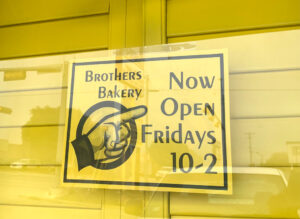 Brothers
Bakery
Now
Open
Fridays
10-2